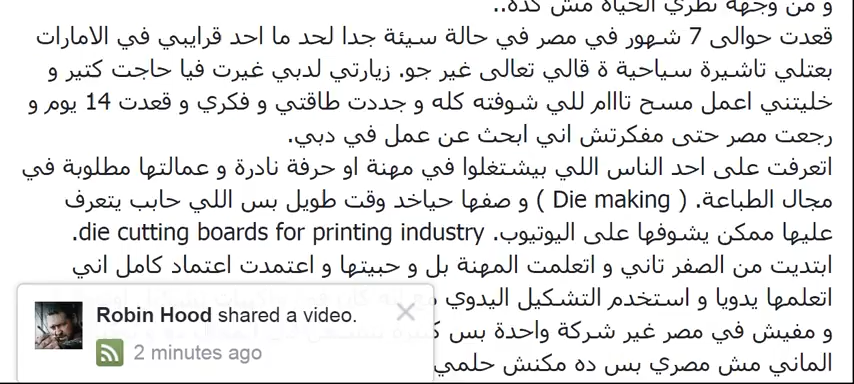 و من وجهة نظري الحياة مش كده..
قعدت حوالى 7 شهور في مصر في حالة سيئة جدا لحد ما احد قرايبي في الامارات
بعتلي تاشيرة سياحية ة قالي تعالى غير جو. زيارتي لدبي غيرت فيا حاجت كتير و
خليتني اعمل مسح تااام للي شوفته كله و جددت طاقتي و فكري و قعدت 14 يوم و
رجعت مصر حتى مفكرتش اني ابحث عن عمل في دبي.
اتعرفت على احد الناس اللي بيشتغلوا في مهنة او حرفة نادرة و عمالتها مطلوبة في
مجال الطباعة. ( Die making ) و صفها حياخد وقت طويل بس اللي حابب يتعرف
عليها ممكن يشوفها على اليوتيوب. die cutting boards for printing industry.
ابتديت من الصفر تاني و اتعلمت المهنة بل و حبيتها و اعتمدت اعتماد كامل اني
اتعلمها يدويا و استخدم التشكيل اليدوي
و مفيش في مصر غير شركة واحدة بس
الماني مش مصري بس ده مكنش حلمي
Robin Hood shared a video.
2 minutes ago